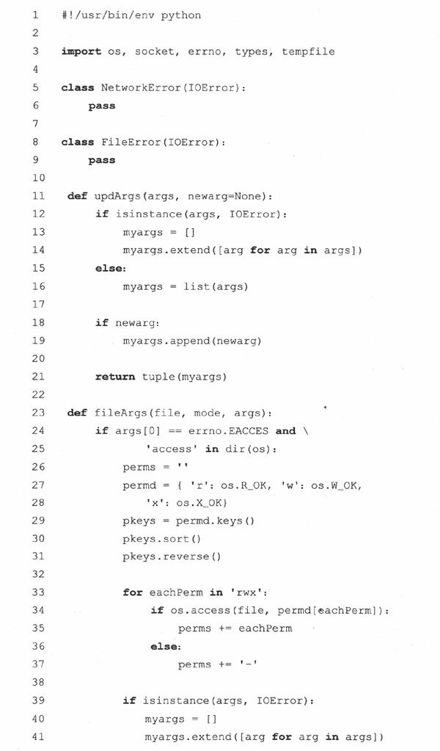 1 #!/usr/bin/env python
2
3 import os, socket, errno, types, tempfile
4
5 class NetworkError(IOError):
6     pass
7
8 class FileError(IOError):
9     pass
10
11 def updArgs(args, newarg=None):
12     if isinstance(args, IOError):
13         myargs = []
14         myargs.extend([arg for arg in args])
15     else:
16         myargs = list(args)
17
18     if newarg:
19         myargs.append(newarg)
20
21     return tuple(myargs)
22
23 def fileArgs(file, mode, args):
24     if args[0] == errno.EACCES and \
25             'access' in dir(os):
26         perms = ''
27         permd = { 'r': os.R_OK, 'w': os.W_OK,
28             'x': os.X_OK}
29         pkeys = permd.keys()
30         pkeys.sort()
31         pkeys.reverse()
32
33         for eachPerm in 'rwx':
34             if os.access(file, permd[eachPerm]):
35                 perms += eachPerm
36             else:
37                 perms += '-'
38
39         if isinstance(args, IOError):
40             myargs = []
41             myargs.extend([arg for arg in args])